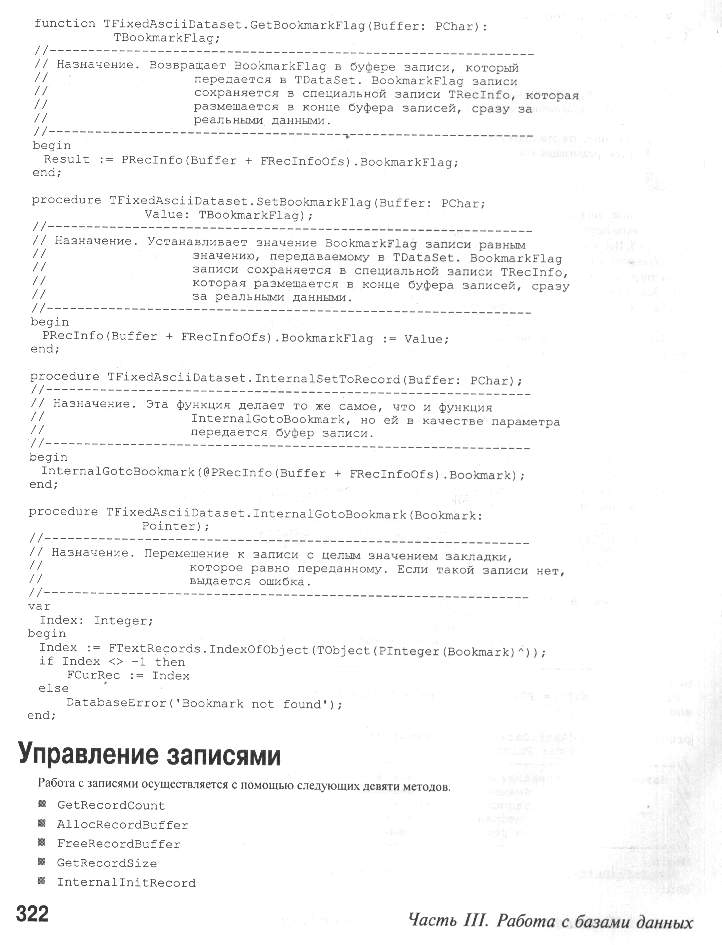 function TFixedAsciiDataset.GetBookmarkFlag(Buffer: PChar):
TBookmarkFlag;
//---------------------------------------------------------------
// Назначение. Возвращает BookmarkFlag в буфере записи, который
// передается в TDataSet. BookmarkFlag записи
// сохраняется в специальной записи TRecInfo, которая
// размещается в конце буфера записей, сразу за
// реальными данными.
//---------------------------------------------------------------
begin
Result := PRecInfo(Buffer + FRecInfoOfs).BookmarkFlag;
end;
procedure TFixedAsciiDataset.SetBookmarkFlag(Buffer: PChar;
Value: TBookmarkFlag);
//---------------------------------------------------------------
// Назначение. Устанавливает значение BookmarkFlag записи равным
// значению, передаваемому в TDataSet. BookmarkFlag
// записи сохраняется в специальной записи TRecInfo,
// которая размещается в конце буфера записей, сразу
// за реальными данными.
//---------------------------------------------------------------
begin
PRecInfo(Buffer + FRecInfoOfs).BookmarkFlag := Value;
end;
procedure TFixedAsciiDataset.InternalSetToRecord(Buffer: PChar);
//---------------------------------------------------------------
// Назначение. Эта функция делает то же самое, что и функция
// InternalGotoBookmark, но ей в качестве параметра
// передается буфер записи.
//---------------------------------------------------------------
begin
InternalGotoBookmark(@PRecInfo(Buffer + FRecInfoOfs).Bookmark);
end;
procedure TFixedAsciiDataset.InternalGotoBookmark(Bookmark:
Pointer);
//---------------------------------------------------------------
// Назначение. Перемещение к записи с целым значением закладки,
// которое равно переданному. Если такой записи нет,
// выдается ошибка.
//---------------------------------------------------------------
var
Index: Integer;
begin
Index := FTextRecords.IndexOfObject(TObject(PInteger(Bookmark)^));
if Index <> -1 then
FCurRec := Index
else
DatabaseError('Bookmark not found');
end;
Управление записями
Работа с записями осуществляется с помощью следующих девяти методов.
GetRecordCount
AllocRecordBuffer
FreeRecordBuffer
GetRecordSize
InternalInitRecord
322
Часть III. Работа с базами данных